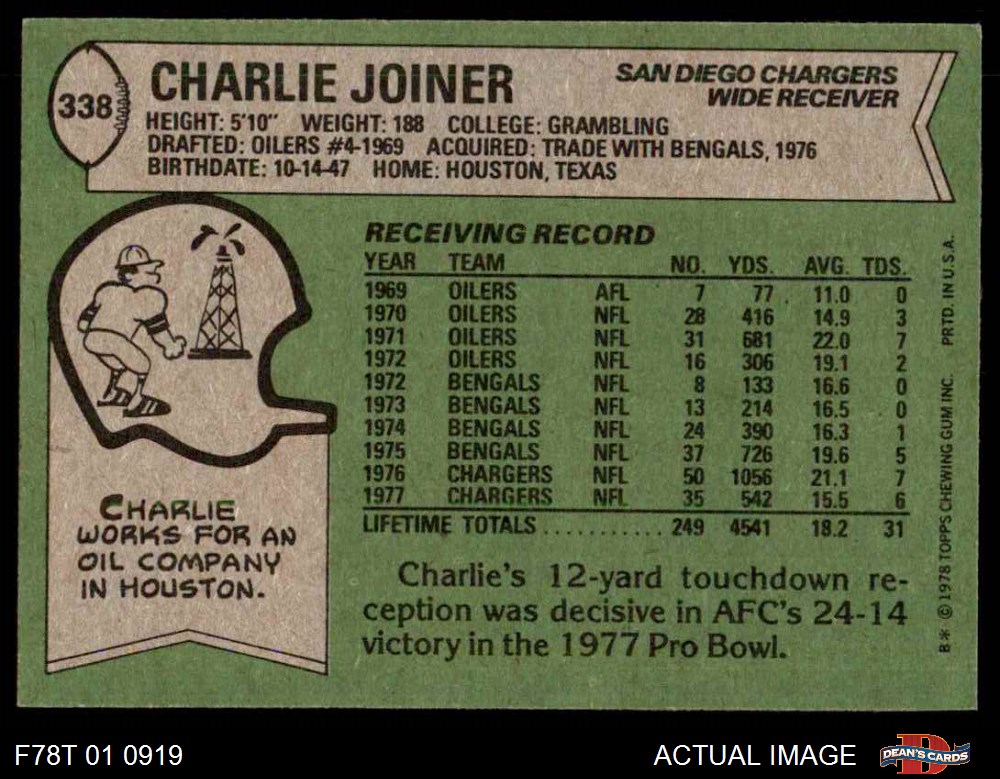 338
CHARLIE JOINER
SAN DIEGO CHARGERS
WIDE RECEIVER
HEIGHT: 5'10" WEIGHT: 188 COLLEGE: GRAMBLING
DRAFTED: OILERS #4-1969 ACQUIRED: TRADE WITH BENGALS, 1976
BIRTHDATE: 10-14-47 HOME: HOUSTON, TEXAS
RECEIVING RECORD
YEAR TEAM NO. YDS. AVG. TDS.
1969 OILERS AFL 7 77 11.0 0
1970 OILERS NFL 28 416 14.9 3
1971 OILERS NFL 31 681 22.0 7
1972 OILERS NFL 16 306 19.1 2
1972 BENGALS NFL 8 133 16.6 0
1973 BENGALS NFL 13 214 16.5 0
1974 BENGALS NFL 24 390 16.3 1
1975 BENGALS NFL 37 726 19.6 5
1976 CHARGERS NFL 50 1056 21.1 7
1977 CHARGERS NFL 35 542 15.5 6
LIFETIME TOTALS ........... 249 4541 18.2 31
CHARLIE
WORKS FOR AN
OIL COMPANY
IN HOUSTON.
Charlie's 12-yard touchdown re-
ception was decisive in AFC's 24-14
victory in the 1977 Pro Bowl.
B* © 1978 TOPPS CHEWING GUM INC. PRTD. IN U.S.A.
F78T 01 0919
ACTUAL IMAGE
DEAN'S CARDS